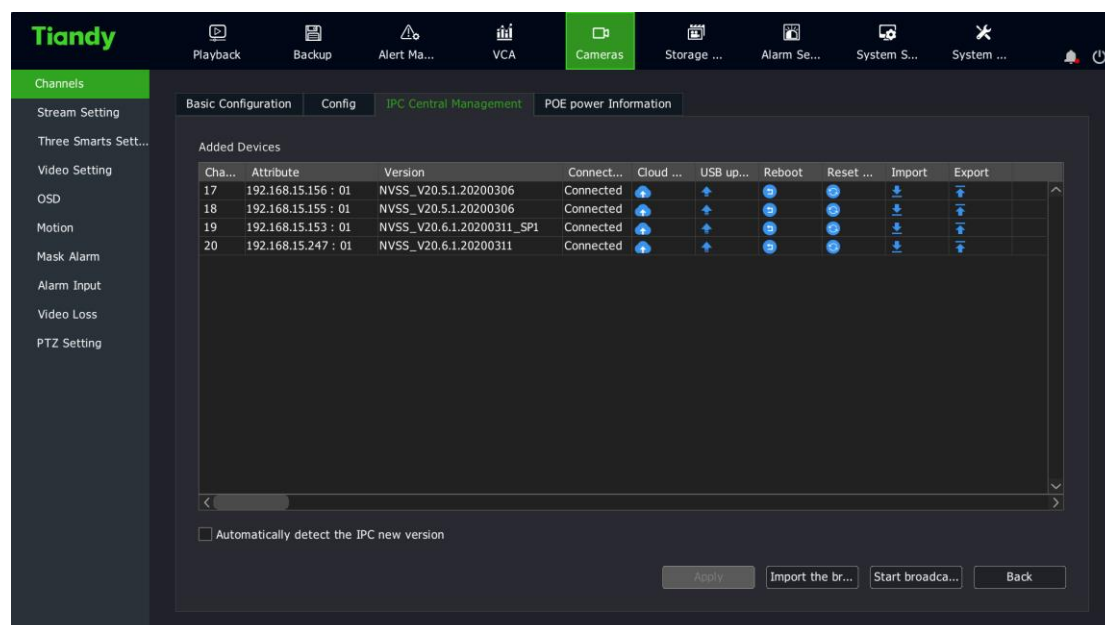 Tiandy
Playback Backup Alert Ma... VCA Cameras Storage ... Alarm Se... System S... System ...
Channels
Stream Setting
Three Smarts Sett...
Video Setting
OSD
Motion
Mask Alarm
Alarm Input
Video Loss
PTZ Setting
Basic Configuration Config IPC Central Management POE power Information
Added Devices
Cha... Attribute Version Connect... Cloud ... USB up... Reboot Reset ... Import Export
17 192.168.15.156 : 01 NVSS_V20.5.1.20200306 Connected
18 192.168.15.155 : 01 NVSS_V20.5.1.20200306 Connected
19 192.168.15.153 : 01 NVSS_V20.6.1.20200311_SP1 Connected
20 192.168.15.247 : 01 NVSS_V20.6.1.20200311 Connected
Automatically detect the IPC new version
Apply Import the br... Start broadca... Back